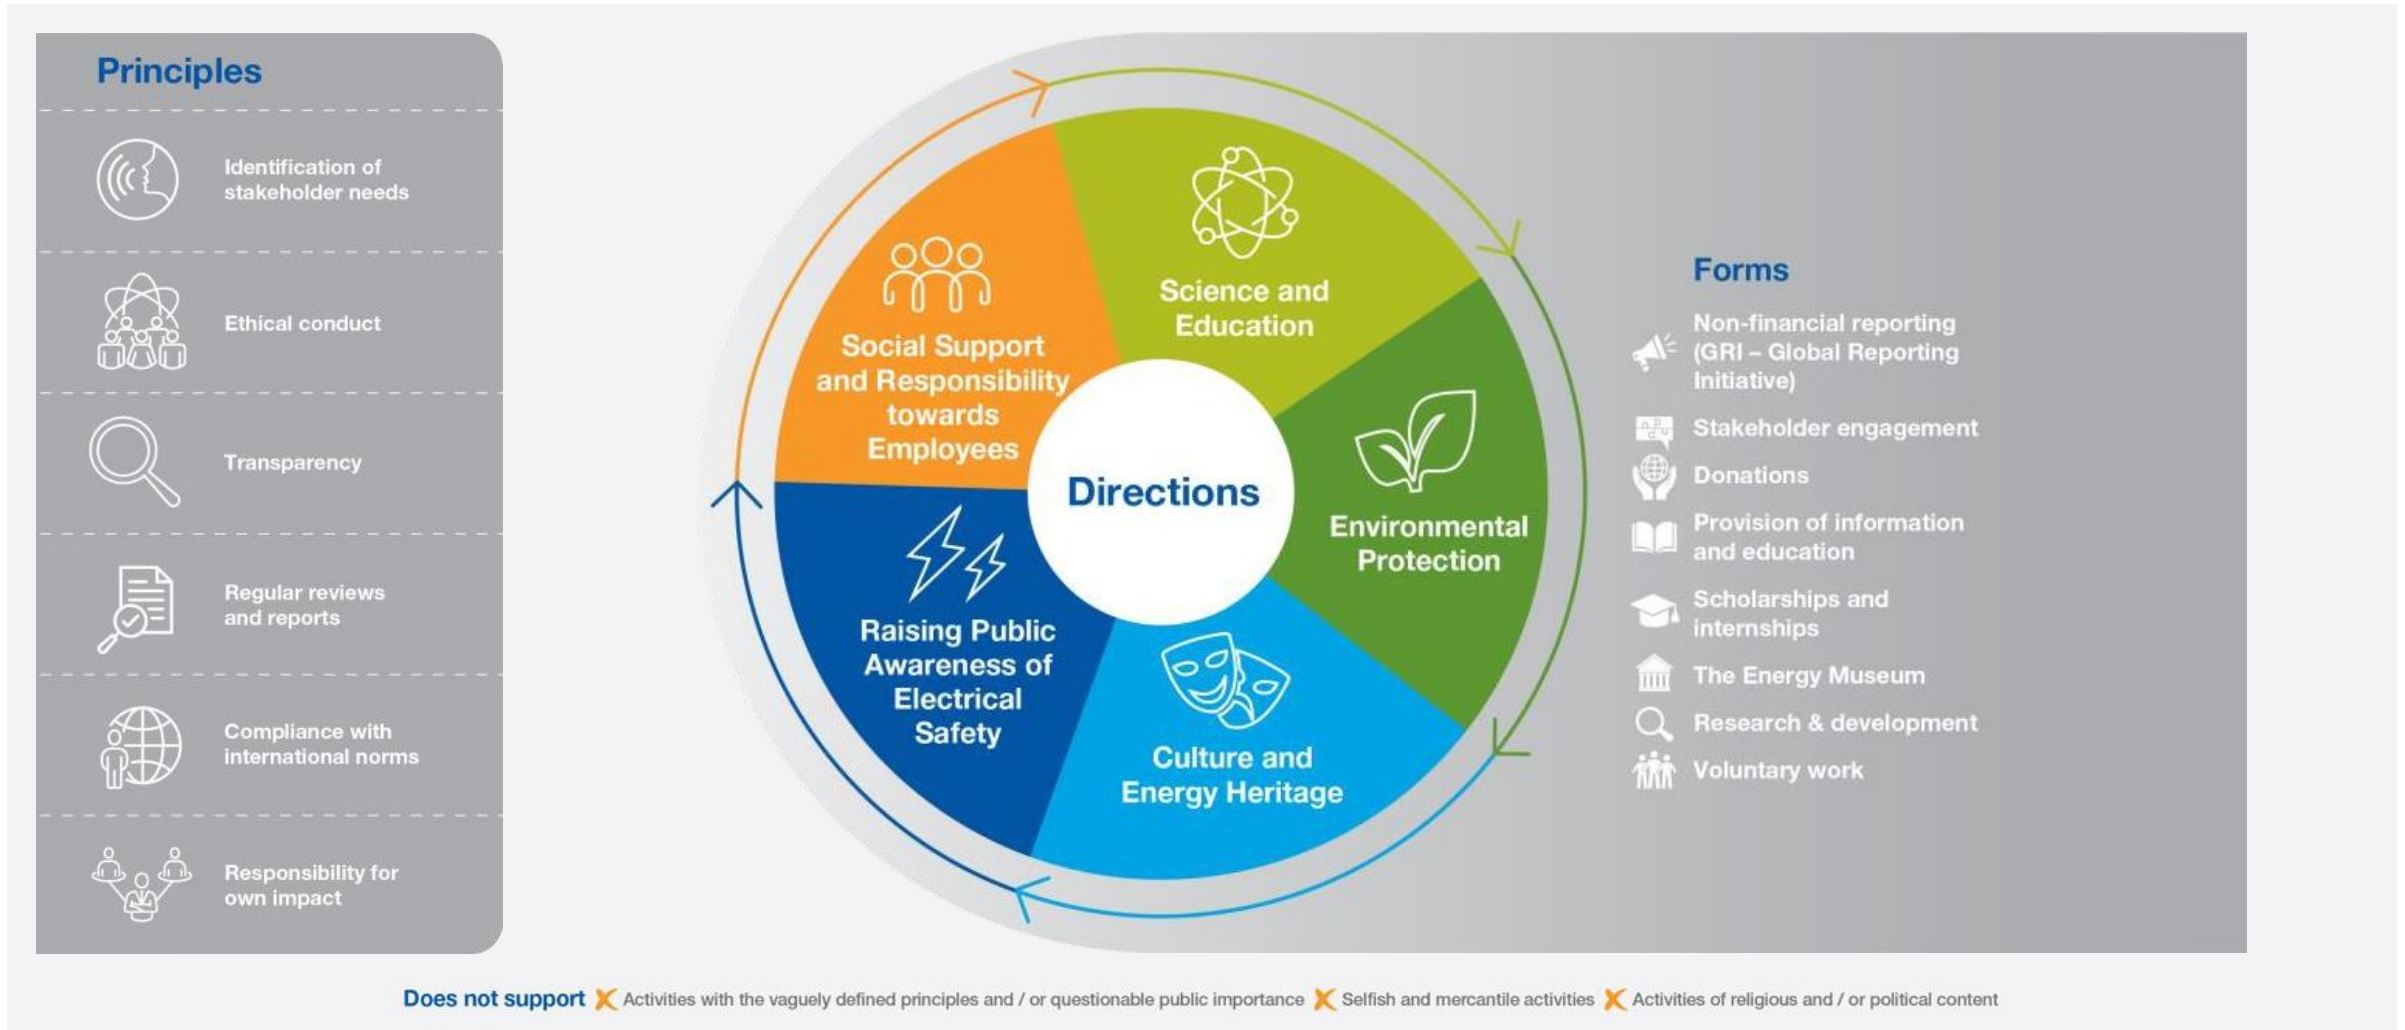 Principles
Identification of
stakeholder needs
Ethical conduct
Transparency
Regular reviews
and reports
Compliance with
international norms
Responsibility for
own impact
Directions
Science and
Education
Environmental
Protection
Culture and
Energy Heritage
Raising Public
Awareness of
Electrical
Safety
Social Support
and Responsibility
towards
Employees
Forms
Non-financial reporting
(GRI – Global Reporting
Initiative)
Stakeholder engagement
Donations
Provision of information
and education
Scholarships and
internships
The Energy Museum
Research & development
Voluntary work
Does not support Activities with the vaguely defined principles and / or questionable public importance Selfish and mercantile activities Activities of religious and / or political content